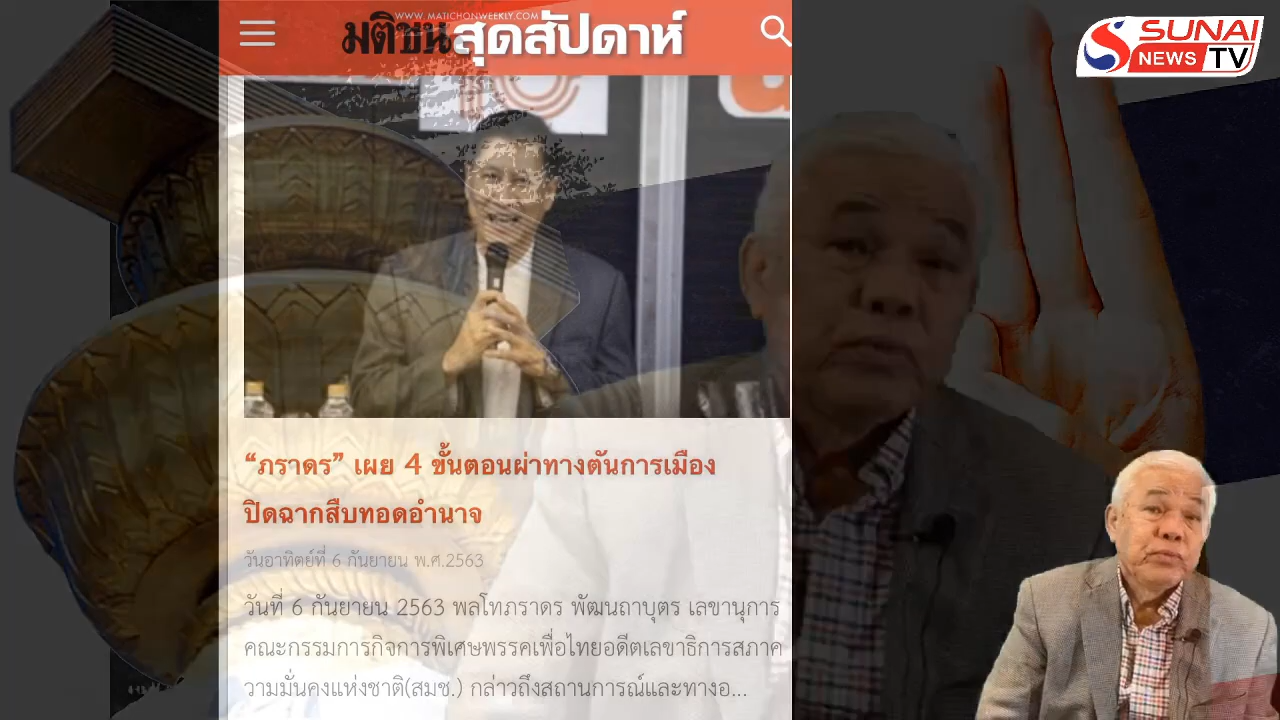 WWW.MATICHONWEEKLY.COM
มติชนสุดสัปดาห์
SUNAI
NEWS TV
“ภราดร” เผย 4 ขั้นตอนผ่าทางตันการเมือง
ปิดฉากสืบทอดอำนาจ
วันอาทิตย์ที่ 6 กันยายน พ.ศ.2563
วันที่ 6 กันยายน 2563 พลโทภราดร พัฒนถาบุตร เลขานุการ
คณะกรรมการกิจการพิเศษพรรคเพื่อไทยอดีตเลขาธิการสภาค
วามมั่นคงแห่งชาติ(สมช.) กล่าวถึงสถานการณ์และทางอ...